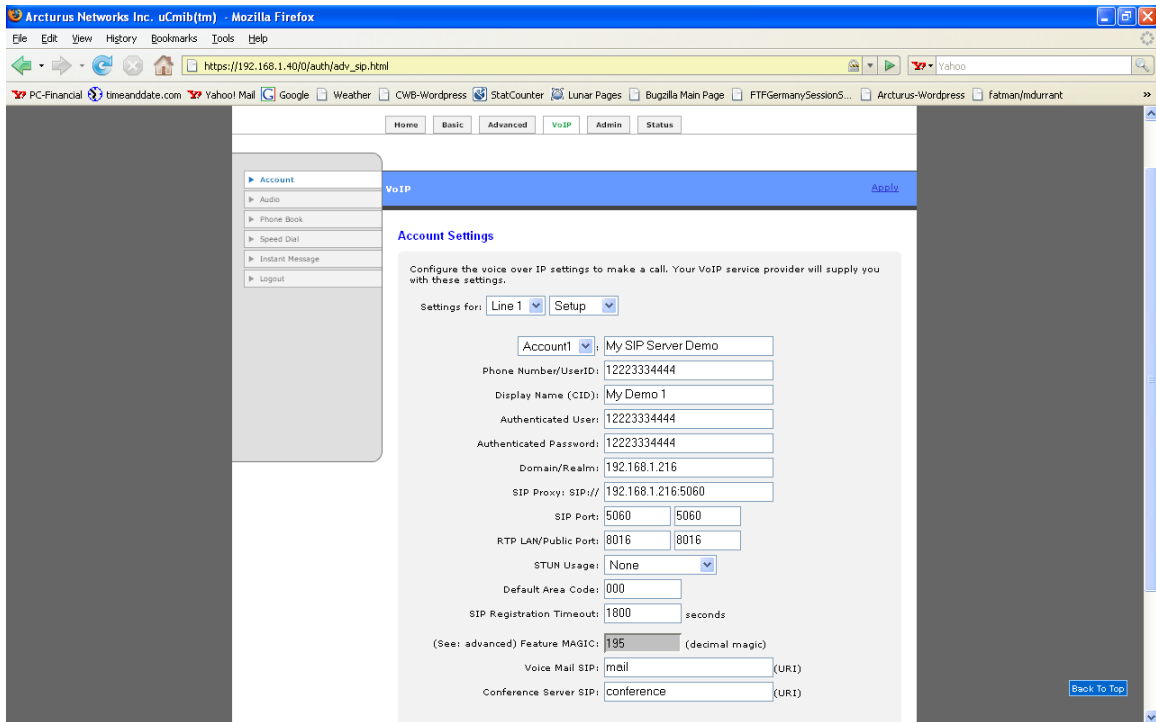 Arcturus Networks Inc. uCmib(tm) - Mozilla Firefox
File Edit View History Bookmarks Tools Help
https://192.168.1.40/0/auth/adv_sip.html Yahoo
PC-Financial timeanddate.com Yahoo! Mail Google Weather CWB-Wordpress StatCounter Lunar Pages Bugzilla Main Page FTFGermanySessionS... Arcturus-Wordpress fatman/mdurrant »
Home Basic Advanced VoIP Admin Status
Account
Audio
Phone Book
Speed Dial
Instant Message
Logout
VoIP Apply
Account Settings
Configure the voice over IP settings to make a call. Your VoIP service provider will supply you
with these settings.
Settings for: Line 1 Setup
Account1 : My SIP Server Demo
Phone Number/UserID: 12223334444
Display Name (CID): My Demo 1
Authenticated User: 12223334444
Authenticated Password: 12223334444
Domain/Realm: 192.168.1.216
SIP Proxy: SIP:// 192.168.1.216:5060
SIP Port: 5060 5060
RTP LAN/Public Port: 8016 8016
STUN Usage: None
Default Area Code: 000
SIP Registration Timeout: 1800 seconds
(See: advanced) Feature MAGIC: 195 (decimal magic)
Voice Mail SIP: mail (URI)
Conference Server SIP: conference (URI)
Back To Top